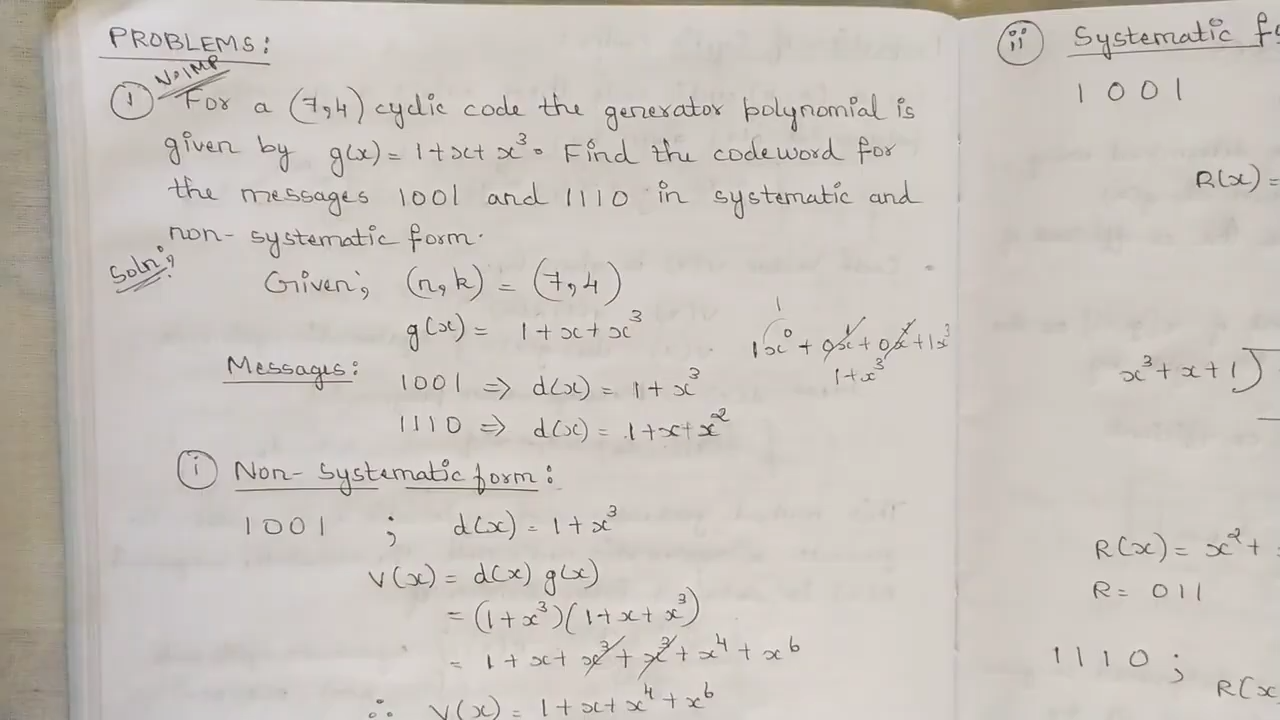 PROBLEMS:
V.IMP
① For a (7,4) cyclic code the generator polynomial is
given by g(x) = 1+x+x³. Find the codeword for
the messages 1001 and 1110 in systematic and
non-systematic form.
Soln:
Given; (n,k) = (7,4)
g(x) = 1+x+x³
1
1x⁰ + 0x¹ + 0x² + 1x³
1+x³
Messages:
1001 ⇒ d(x) = 1+x³
1110 ⇒ d(x) = 1+x+x²
ⓘ Non-systematic form:
1001 ; d(x) = 1+x³
V(x) = d(x) g(x)
= (1+x³)(1+x+x³)
= 1+x+x³+x³+x⁴+x⁶
∴ V(x) = 1+x+x⁴+x⁶
ⅱ Systematic f
1001
R(x) =
x³+x+1)
R(x) = x²+
R = 011
1110 ;
R(x